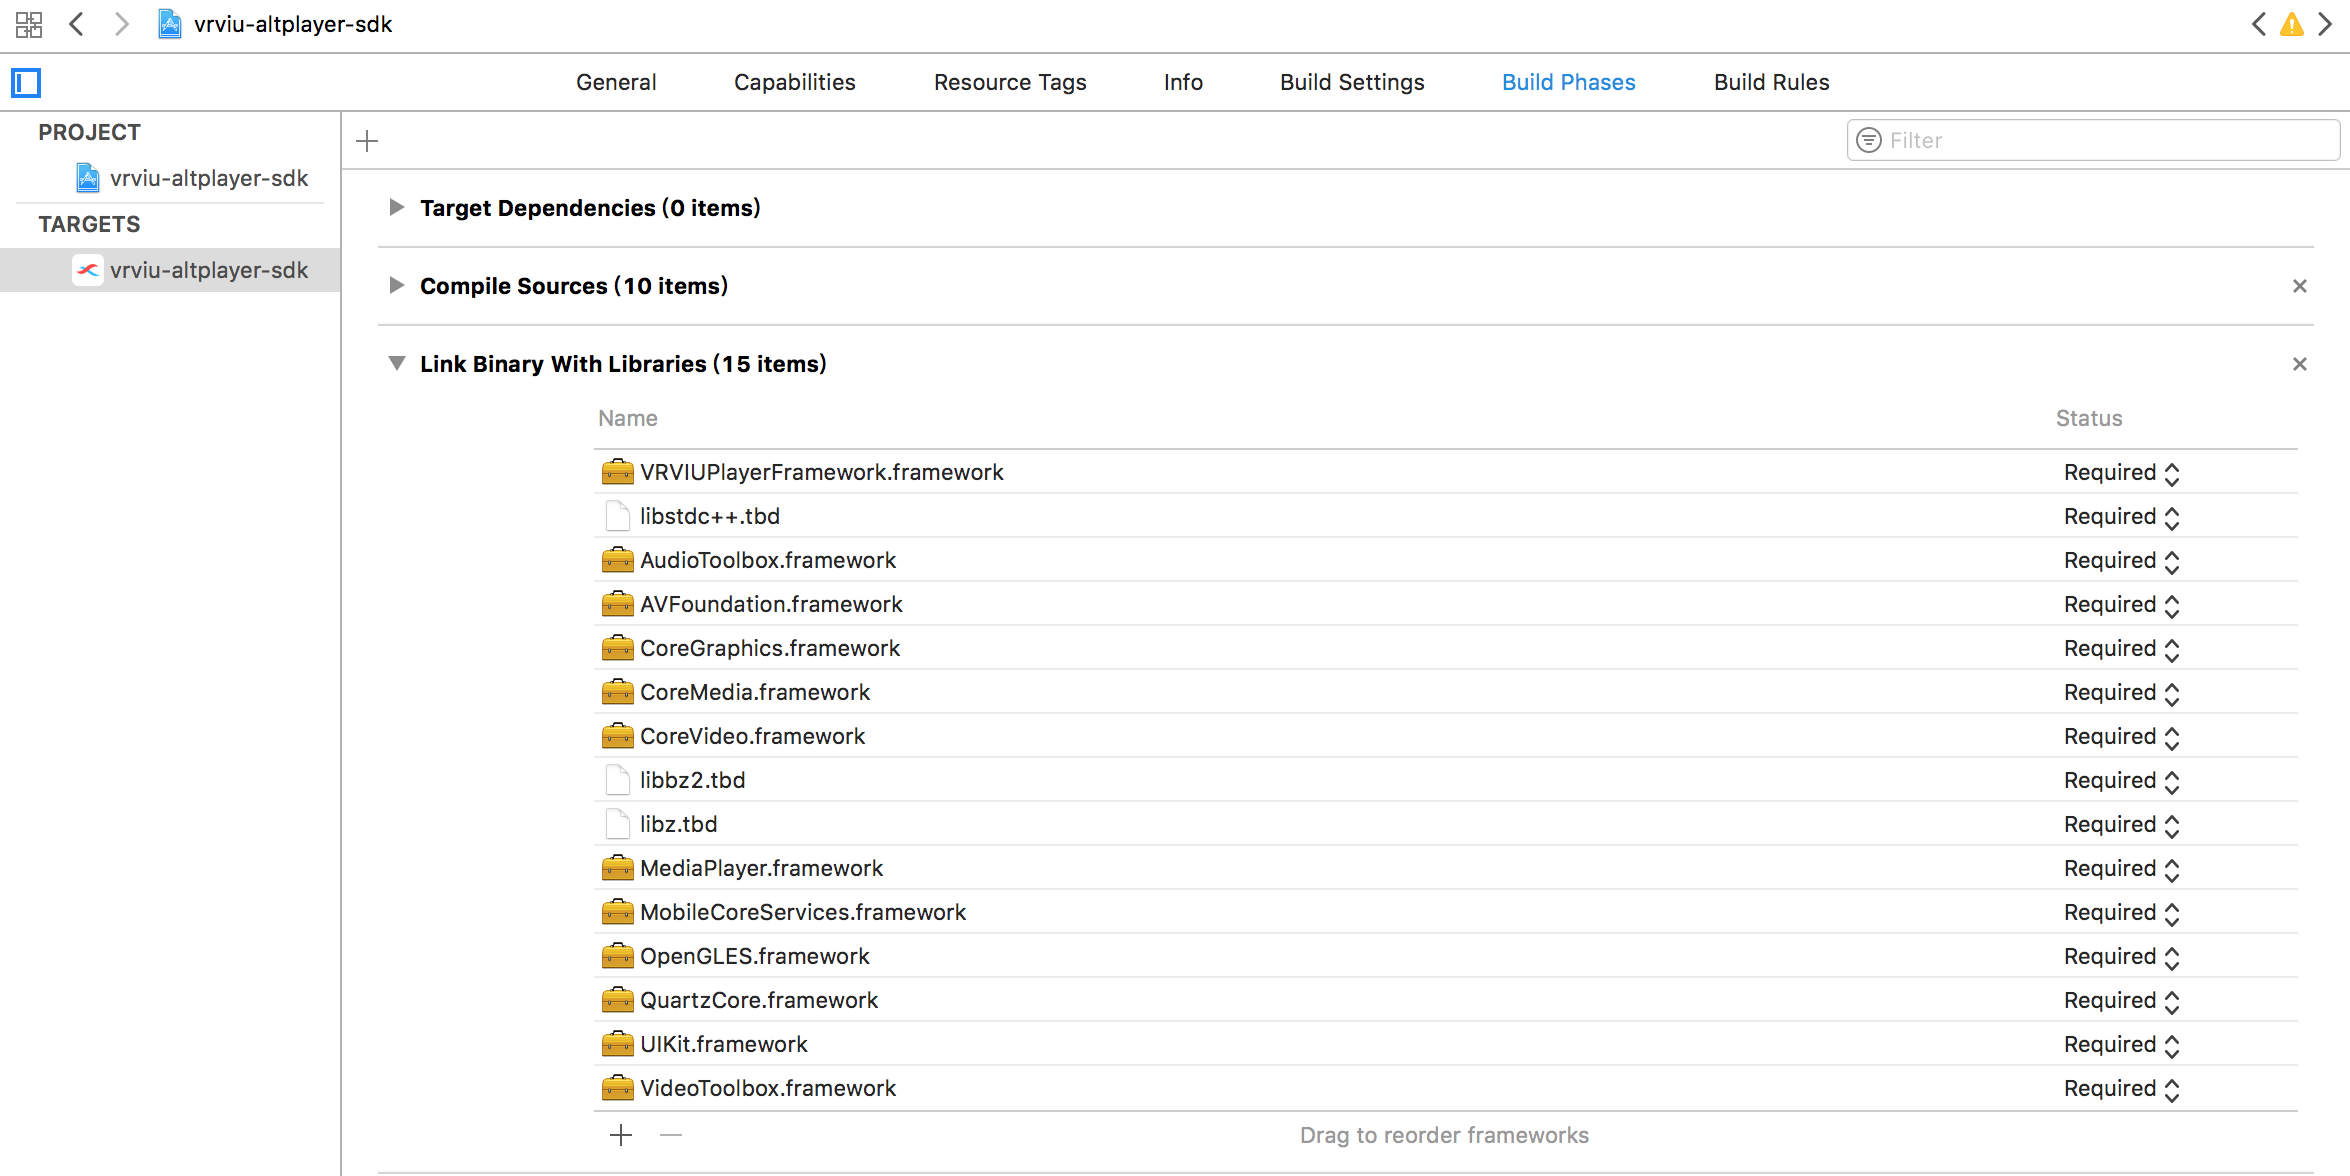 vrviu-altplayer-sdk
General Capabilities Resource Tags Info Build Settings Build Phases Build Rules
PROJECT
vrviu-altplayer-sdk
TARGETS
vrviu-altplayer-sdk
Filter
Target Dependencies (0 items)
Compile Sources (10 items)
Link Binary With Libraries (15 items)
Name Status
VRVIUPlayerFramework.framework Required
libstdc++.tbd Required
AudioToolbox.framework Required
AVFoundation.framework Required
CoreGraphics.framework Required
CoreMedia.framework Required
CoreVideo.framework Required
libbz2.tbd Required
libz.tbd Required
MediaPlayer.framework Required
MobileCoreServices.framework Required
OpenGLES.framework Required
QuartzCore.framework Required
UIKit.framework Required
VideoToolbox.framework Required
Drag to reorder frameworks